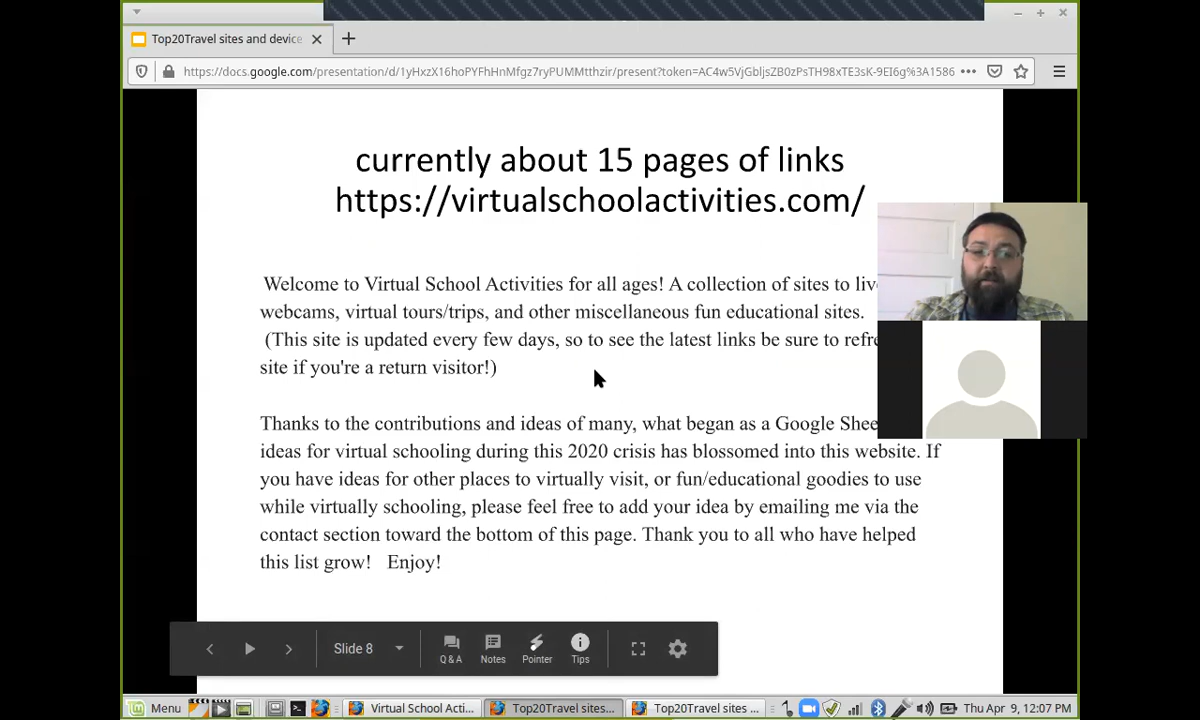 Top20Travel sites and device
https://docs.google.com/presentation/d/1yHxzX16hoPYFhHnMfgz7ryPUMMtthzir/present?token=AC4w5VjGbljsZB0zPsTH98xTE3sK-9EI6g%3A1586
currently about 15 pages of links
https://virtualschoolactivities.com/
Welcome to Virtual School Activities for all ages! A collection of sites to liv
webcams, virtual tours/trips, and other miscellaneous fun educational sites.
(This site is updated every few days, so to see the latest links be sure to refre
site if you're a return visitor!)
Thanks to the contributions and ideas of many, what began as a Google Shee
ideas for virtual schooling during this 2020 crisis has blossomed into this website. If
you have ideas for other places to virtually visit, or fun/educational goodies to use
while virtually schooling, please feel free to add your idea by emailing me via the
contact section toward the bottom of this page. Thank you to all who have helped
this list grow! Enjoy!
Slide 8
Q & A Notes Pointer Tips
Menu Virtual School Acti... Top20Travel sites... Top20Travel sites ... Thu Apr 9, 12:07 PM